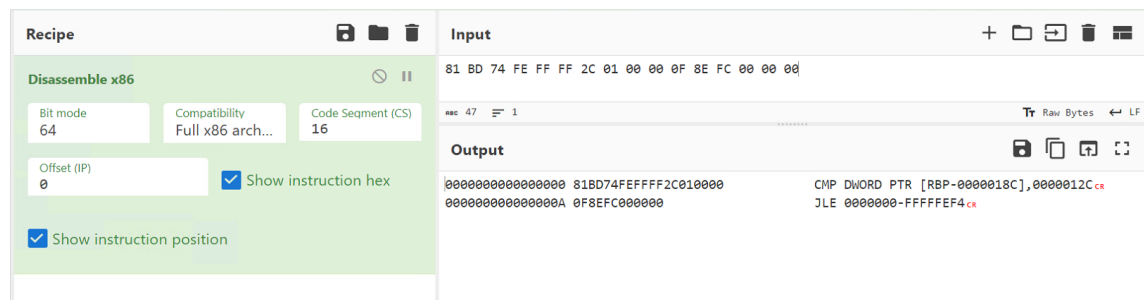 Recipe
Disassemble x86
Bit mode
64
Compatibility
Full x86 arch...
Code Segment (CS)
16
Offset (IP)
0
Show instruction hex
Show instruction position
Input
81 BD 74 FE FF FF 2C 01 00 00 0F 8E FC 00 00 00
ABC 47 1
Tт Raw Bytes LF
Output
0000000000000000 81BD74FEFFFF2C010000 CMP DWORD PTR [RBP-0000018C],0000012C CR
000000000000000A 0F8EFC000000 JLE 0000000-FFFFFEF4 CR